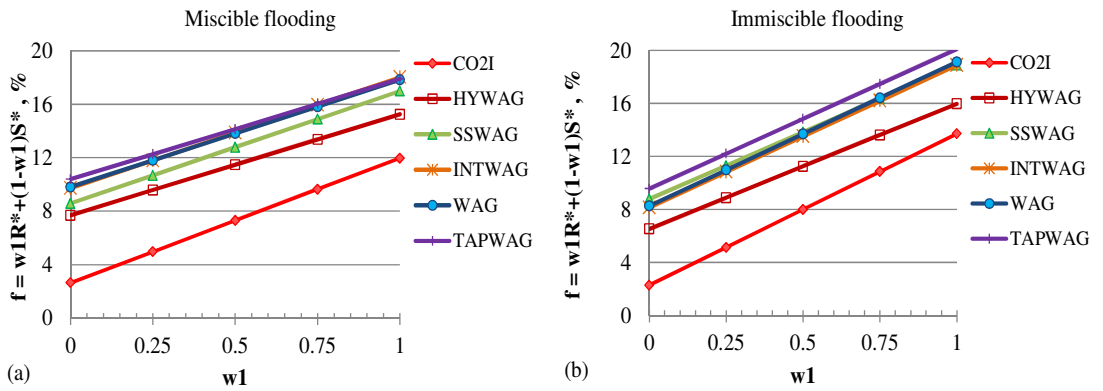 Miscible flooding
f = w1R*+(1-w1)S*, %
20
16
12
8
4
0
0 0.25 0.5 0.75 1
w1
CO2I
HYWAG
SSWAG
INTWAG
WAG
TAPWAG
(a)
Immiscible flooding
f = w1R*+(1-w1)S*, %
20
16
12
8
4
0
0 0.25 0.5 0.75 1
w1
CO2I
HYWAG
SSWAG
INTWAG
WAG
TAPWAG
(b)